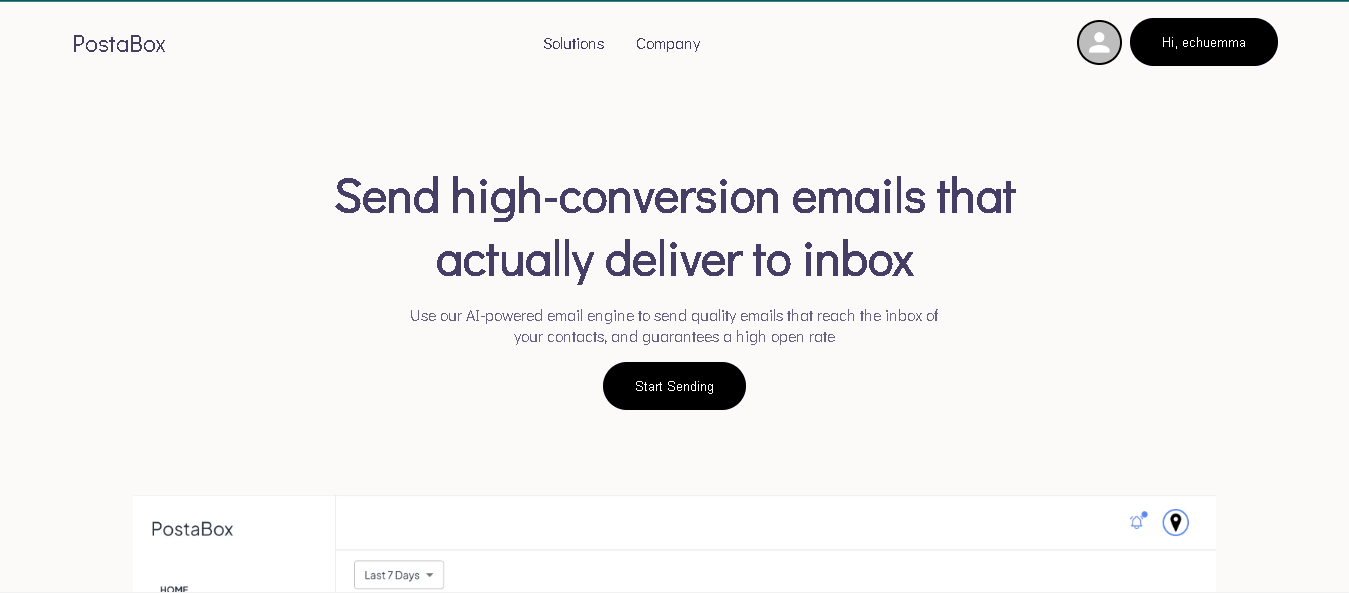 PostaBox
Solutions
Company
Hi, echuemma
Send high-conversion emails that
actually deliver to inbox
Use our AI-powered email engine to send quality emails that reach the inbox of
your contacts, and guarantees a high open rate
Start Sending
PostaBox
Last 7 Days
HOME